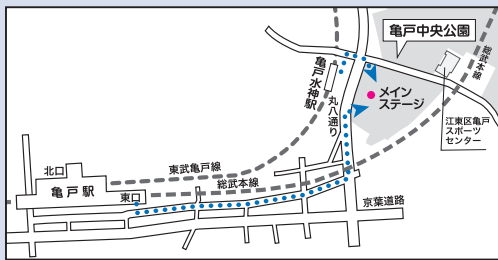 亀戸中央公園
総武本線
亀戸水神駅
丸八通り
メイン
ステージ
江東区亀戸
スポーツ
センター
北口
東武亀戸線
亀戸駅
東口
総武本線
京葉道路